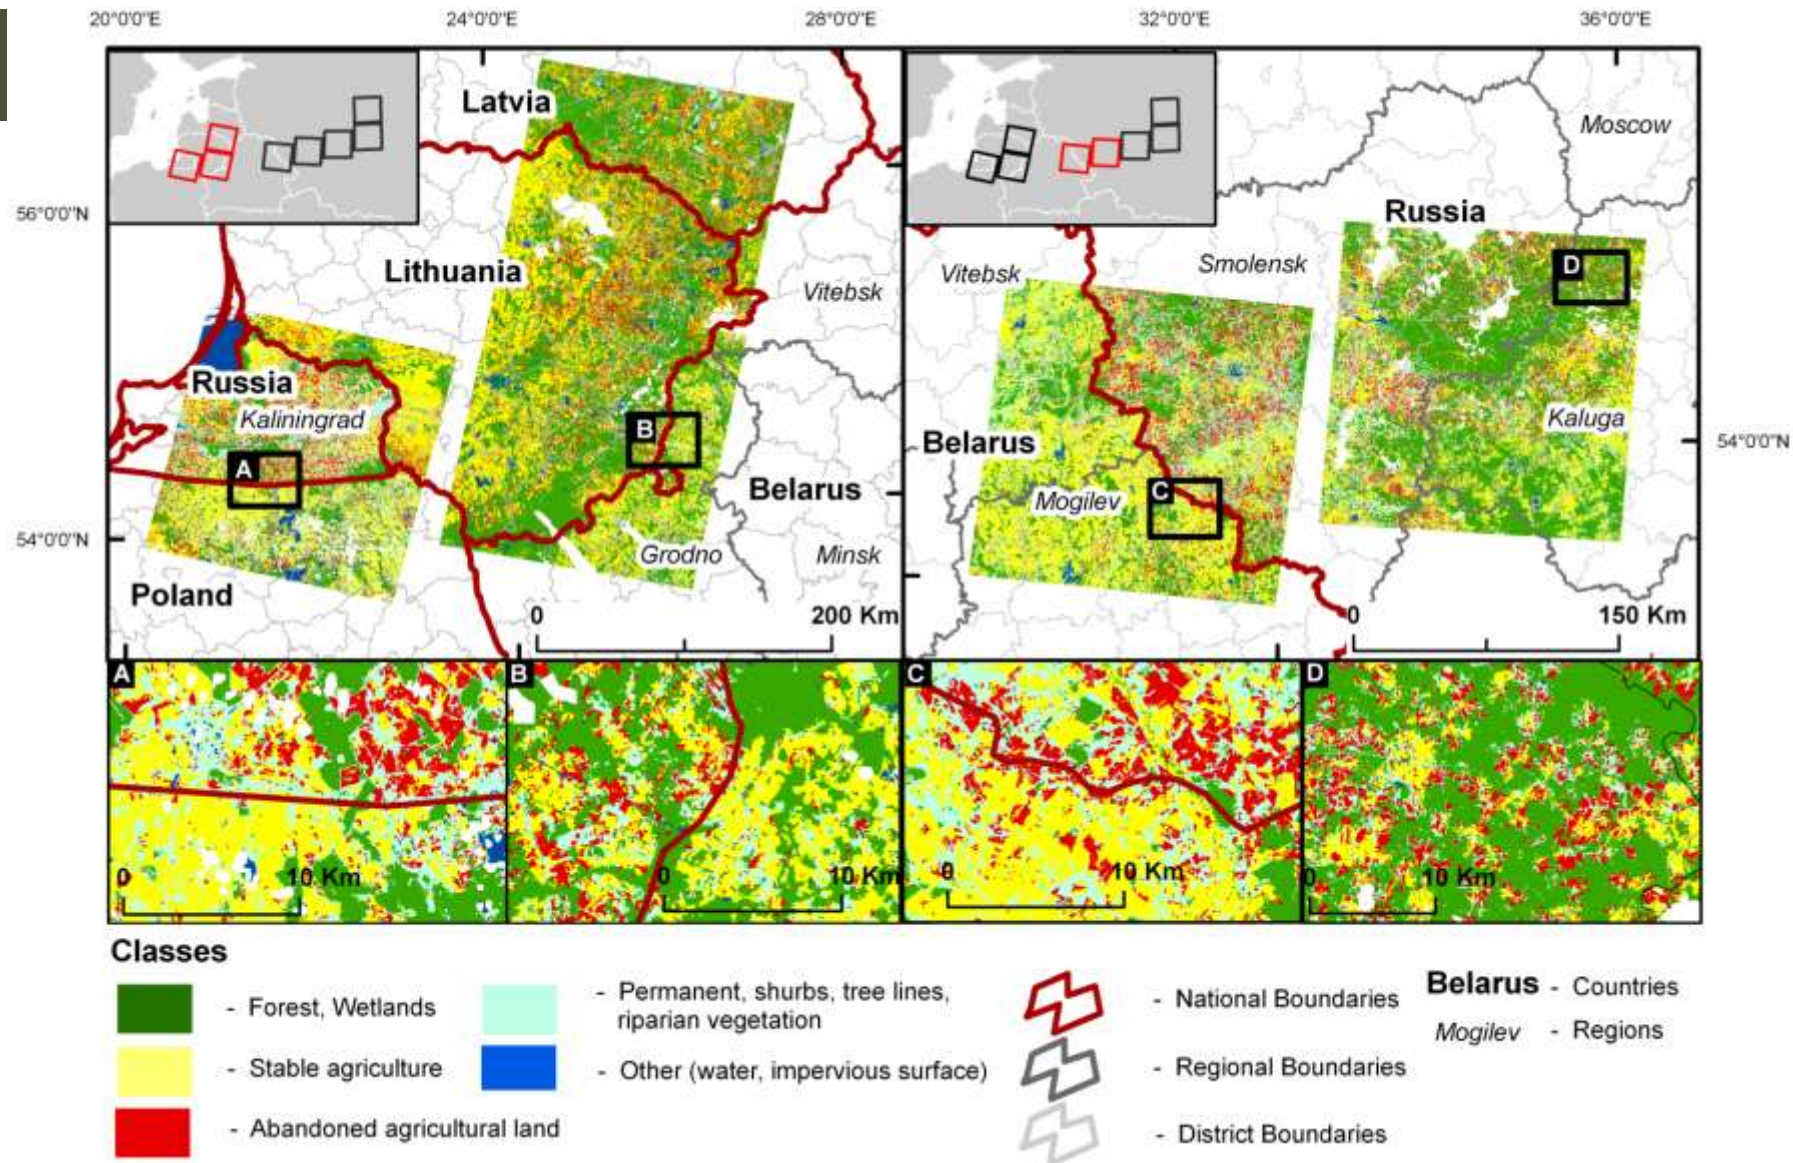 20°0'0"E
24°0'0"E
28°0'0"E
32°0'0"E
36°0'0"E
56°0'0"N
54°0'0"N
54°0'0"N
Latvia
Lithuania
Vitebsk
Russia
Kaliningrad
A
B
Belarus
Grodno
Minsk
Poland
0
200 Km
Moscow
Russia
Vitebsk
Smolensk
D
Kaluga
Belarus
Mogilev
C
0
150 Km
A
0
10 Km
B
0
10 Km
C
0
10 Km
D
0
10 Km
Classes
- Forest, Wetlands
- Stable agriculture
- Abandoned agricultural land
- Permanent, shurbs, tree lines,
riparian vegetation
- Other (water, impervious surface)
- National Boundaries
- Regional Boundaries
- District Boundaries
Belarus - Countries
Mogilev - Regions